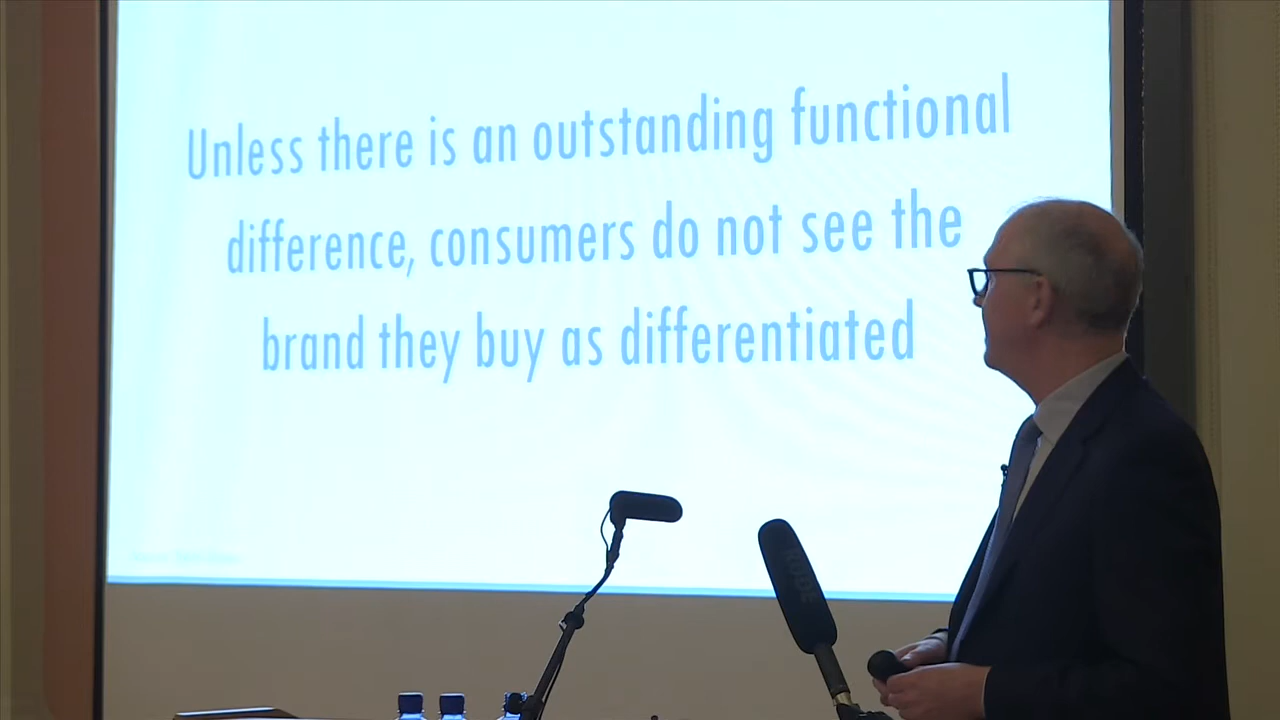 Unless there is an outstanding functional
difference, consumers do not see the
brand they buy as differentiated
RØDE